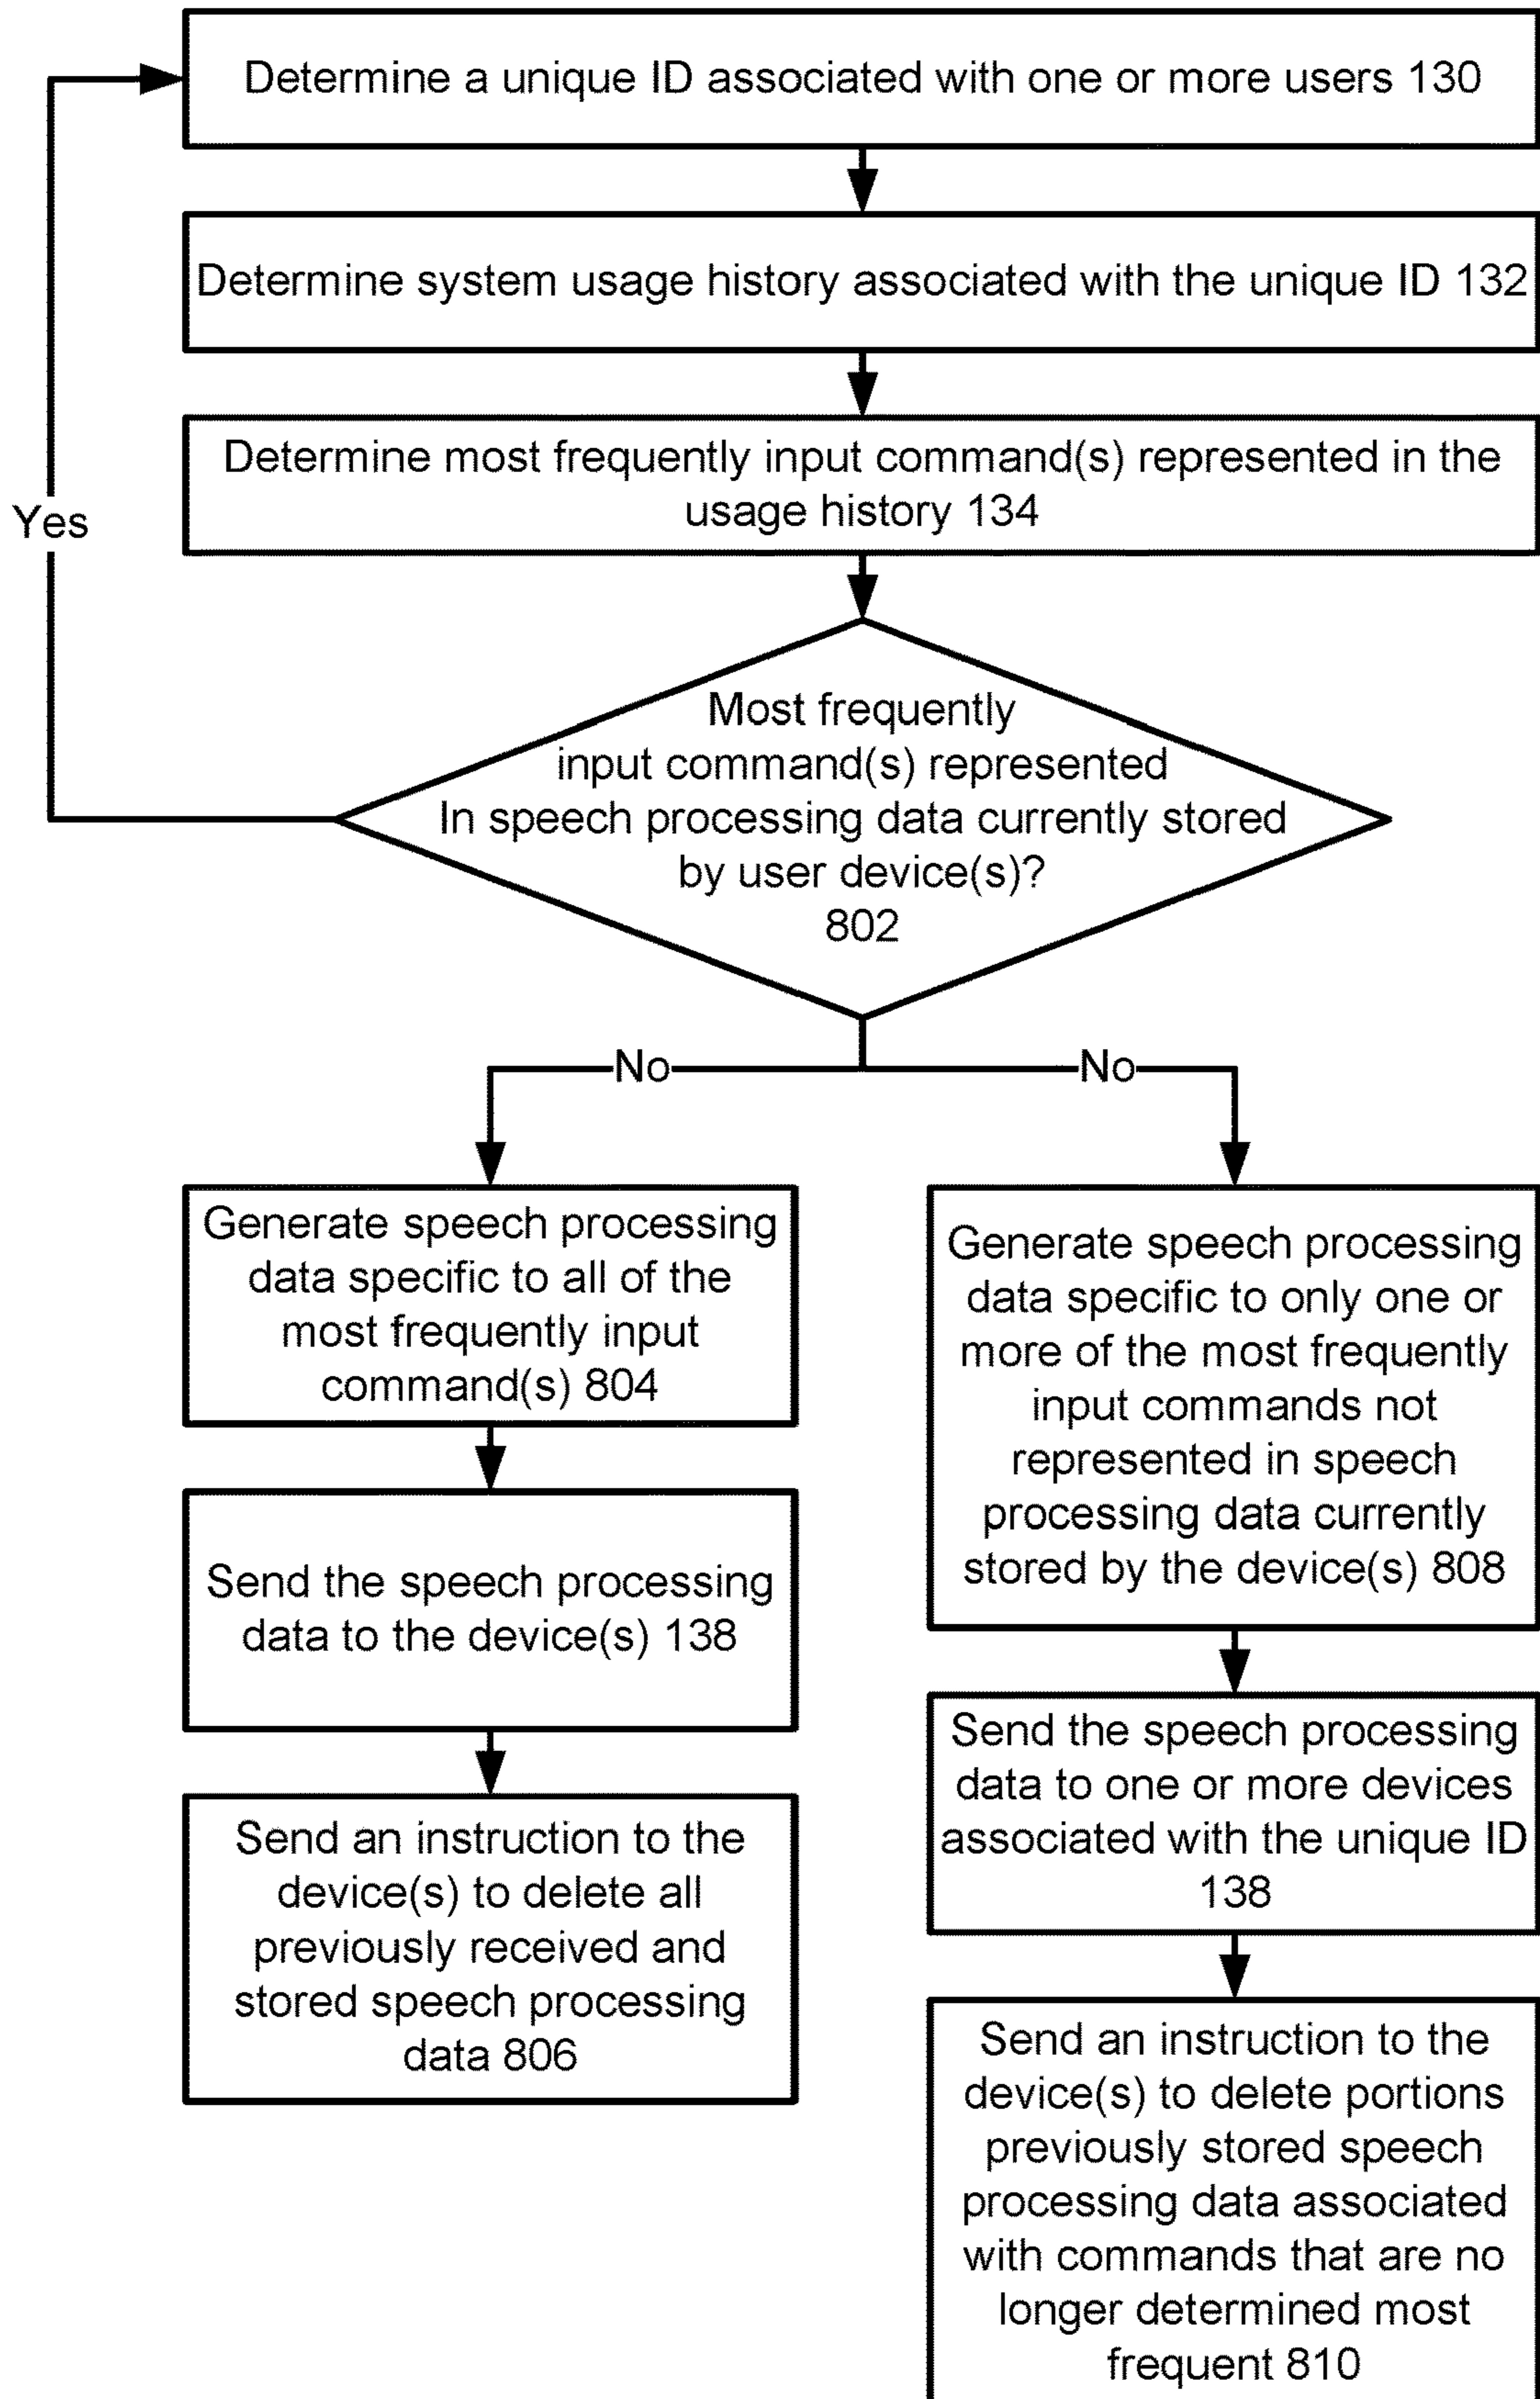 Determine a unique ID associated with one or more users 130
Determine system usage history associated with the unique ID 132
Determine most frequently input command(s) represented in the
usage history 134
Yes
Most frequently
input command(s) represented
In speech processing data currently stored
by user device(s)?
802
No
No
Generate speech processing
data specific to all of the
most frequently input
command(s) 804
Send the speech processing
data to the device(s) 138
Send an instruction to the
device(s) to delete all
previously received and
stored speech processing
data 806
Generate speech processing
data specific to only one or
more of the most frequently
input commands not
represented in speech
processing data currently
stored by the device(s) 808
Send the speech processing
data to one or more devices
associated with the unique ID
138
Send an instruction to the
device(s) to delete portions
previously stored speech
processing data associated
with commands that are no
longer determined most
frequent 810